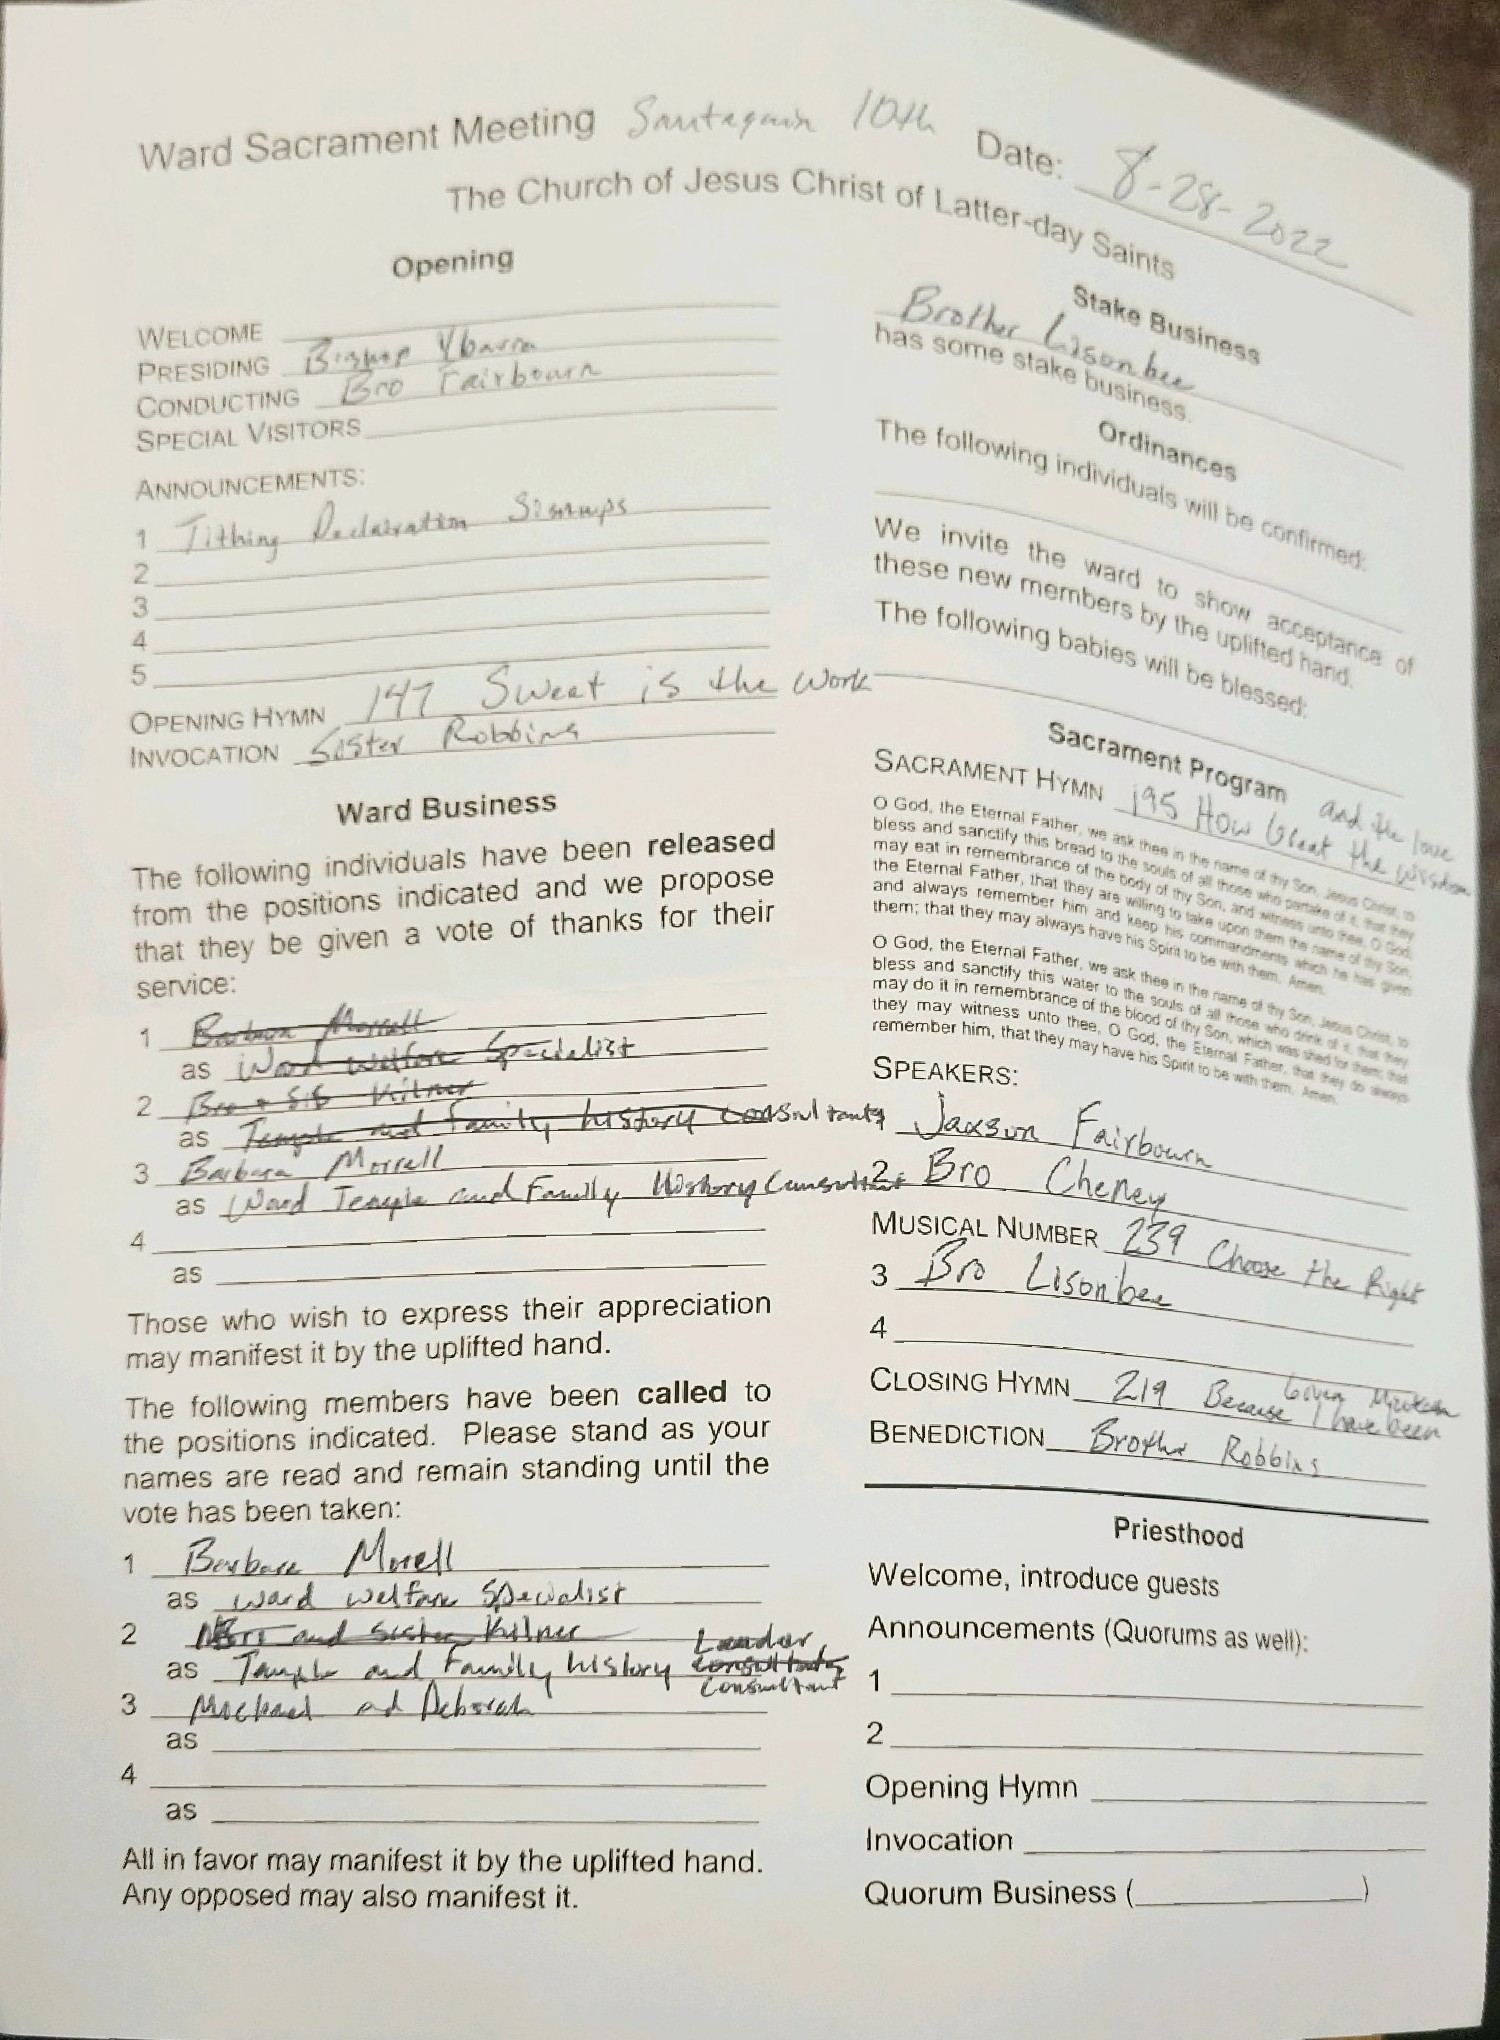 Ward Sacrament Meeting Santaquin 10th Date: 8-28-2022
The Church of Jesus Christ of Latter-day Saints
Opening
WELCOME
PRESIDING Bishop Ybarra
CONDUCTING Bro Fairbourn
SPECIAL VISITORS
ANNOUNCEMENTS:
1 Tithing Declaration Signups
2
3
4
5
OPENING HYMN 147 Sweet is the Work
INVOCATION Sister Robbins
Ward Business
The following individuals have been released
from the positions indicated and we propose
that they be given a vote of thanks for their
service:
1 Barbara Morrell
as Ward welfare Specialist
2 Bro + Sis Kilner
as Temple and Family history consultants
3 Barbara Morrell
as Ward Temple and Family History Consultant
4
as
Those who wish to express their appreciation
may manifest it by the uplifted hand.
The following members have been called to
the positions indicated. Please stand as your
names are read and remain standing until the
vote has been taken:
1 Barbara Morell
as ward welfare Specialist
2 and Sister Kilner
as Temple and Family history Leader,
Consultant
3 Michael and Deborah
as
4
as
All in favor may manifest it by the uplifted hand.
Any opposed may also manifest it.
Stake Business
Brother Lisonbee
has some stake business.
Ordinances
The following individuals will be confirmed:
We invite the ward to show acceptance of
these new members by the uplifted hand.
The following babies will be blessed:
Sacrament Program
SACRAMENT HYMN 195 How Great the Wisdom
and the love
O God, the Eternal Father, we ask thee in the name of thy Son, Jesus Christ, to
bless and sanctify this bread to the souls of all those who partake of it, that they
may eat in remembrance of the body of thy Son, and witness unto thee, O God,
the Eternal Father, that they are willing to take upon them the name of thy Son,
and always remember him and keep his commandments which he has given
them; that they may always have his Spirit to be with them. Amen.
O God, the Eternal Father, we ask thee in the name of thy Son, Jesus Christ, to
bless and sanctify this water to the souls of all those who drink of it, that they
may do it in remembrance of the blood of thy Son, which was shed for them; that
they may witness unto thee, O God, the Eternal Father, that they do always
remember him, that they may have his Spirit to be with them. Amen.
SPEAKERS:
Jaxson Fairbourn
2 Bro Cheney
MUSICAL NUMBER 239 Choose the Right
3 Bro Lisonbee
4
CLOSING HYMN 219 Because I have been
Given Much
BENEDICTION Brother Robbins
Priesthood
Welcome, introduce guests
Announcements (Quorums as well):
1
2
Opening Hymn
Invocation
Quorum Business ( )